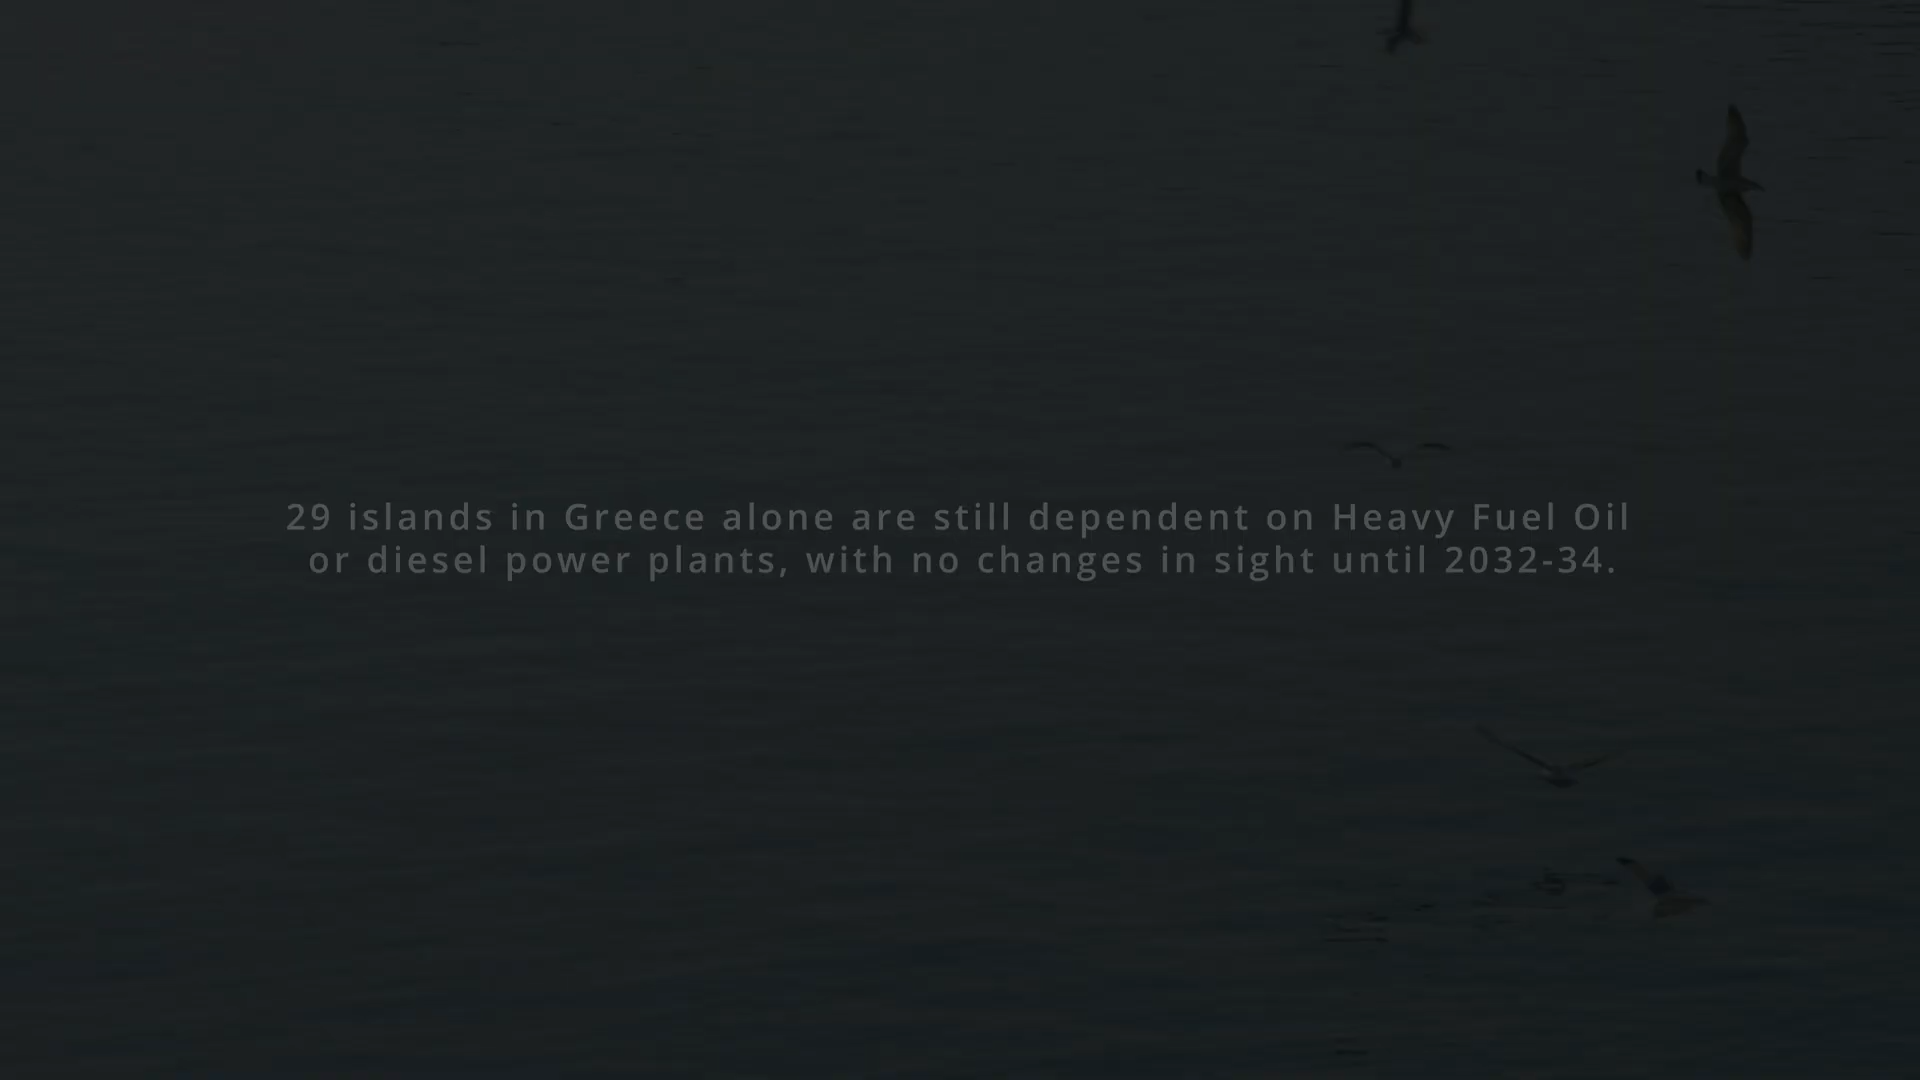 29 islands in Greece alone are still dependent on Heavy Fuel Oil
or diesel power plants, with no changes in sight until 2032-34.